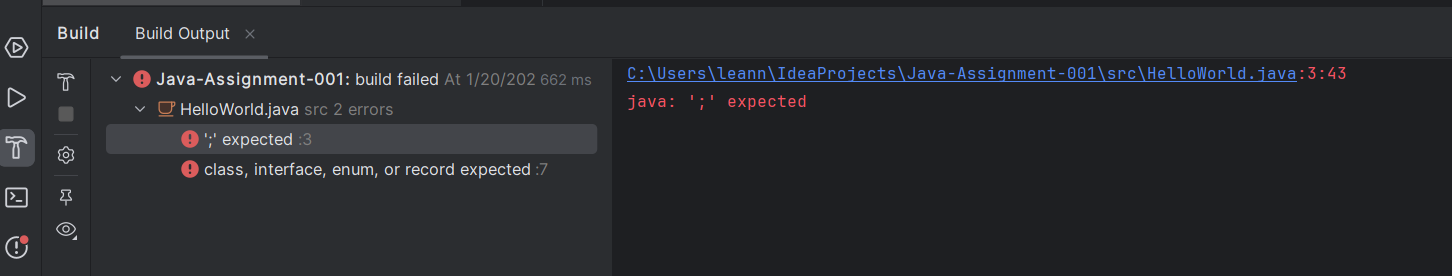 Build Build Output
Java-Assignment-001: build failed At 1/20/202 662 ms
HelloWorld.java src 2 errors
';' expected :3
class, interface, enum, or record expected :7
C:\Users\leann\IdeaProjects\Java-Assignment-001\src\HelloWorld.java:3:43
java: ';' expected